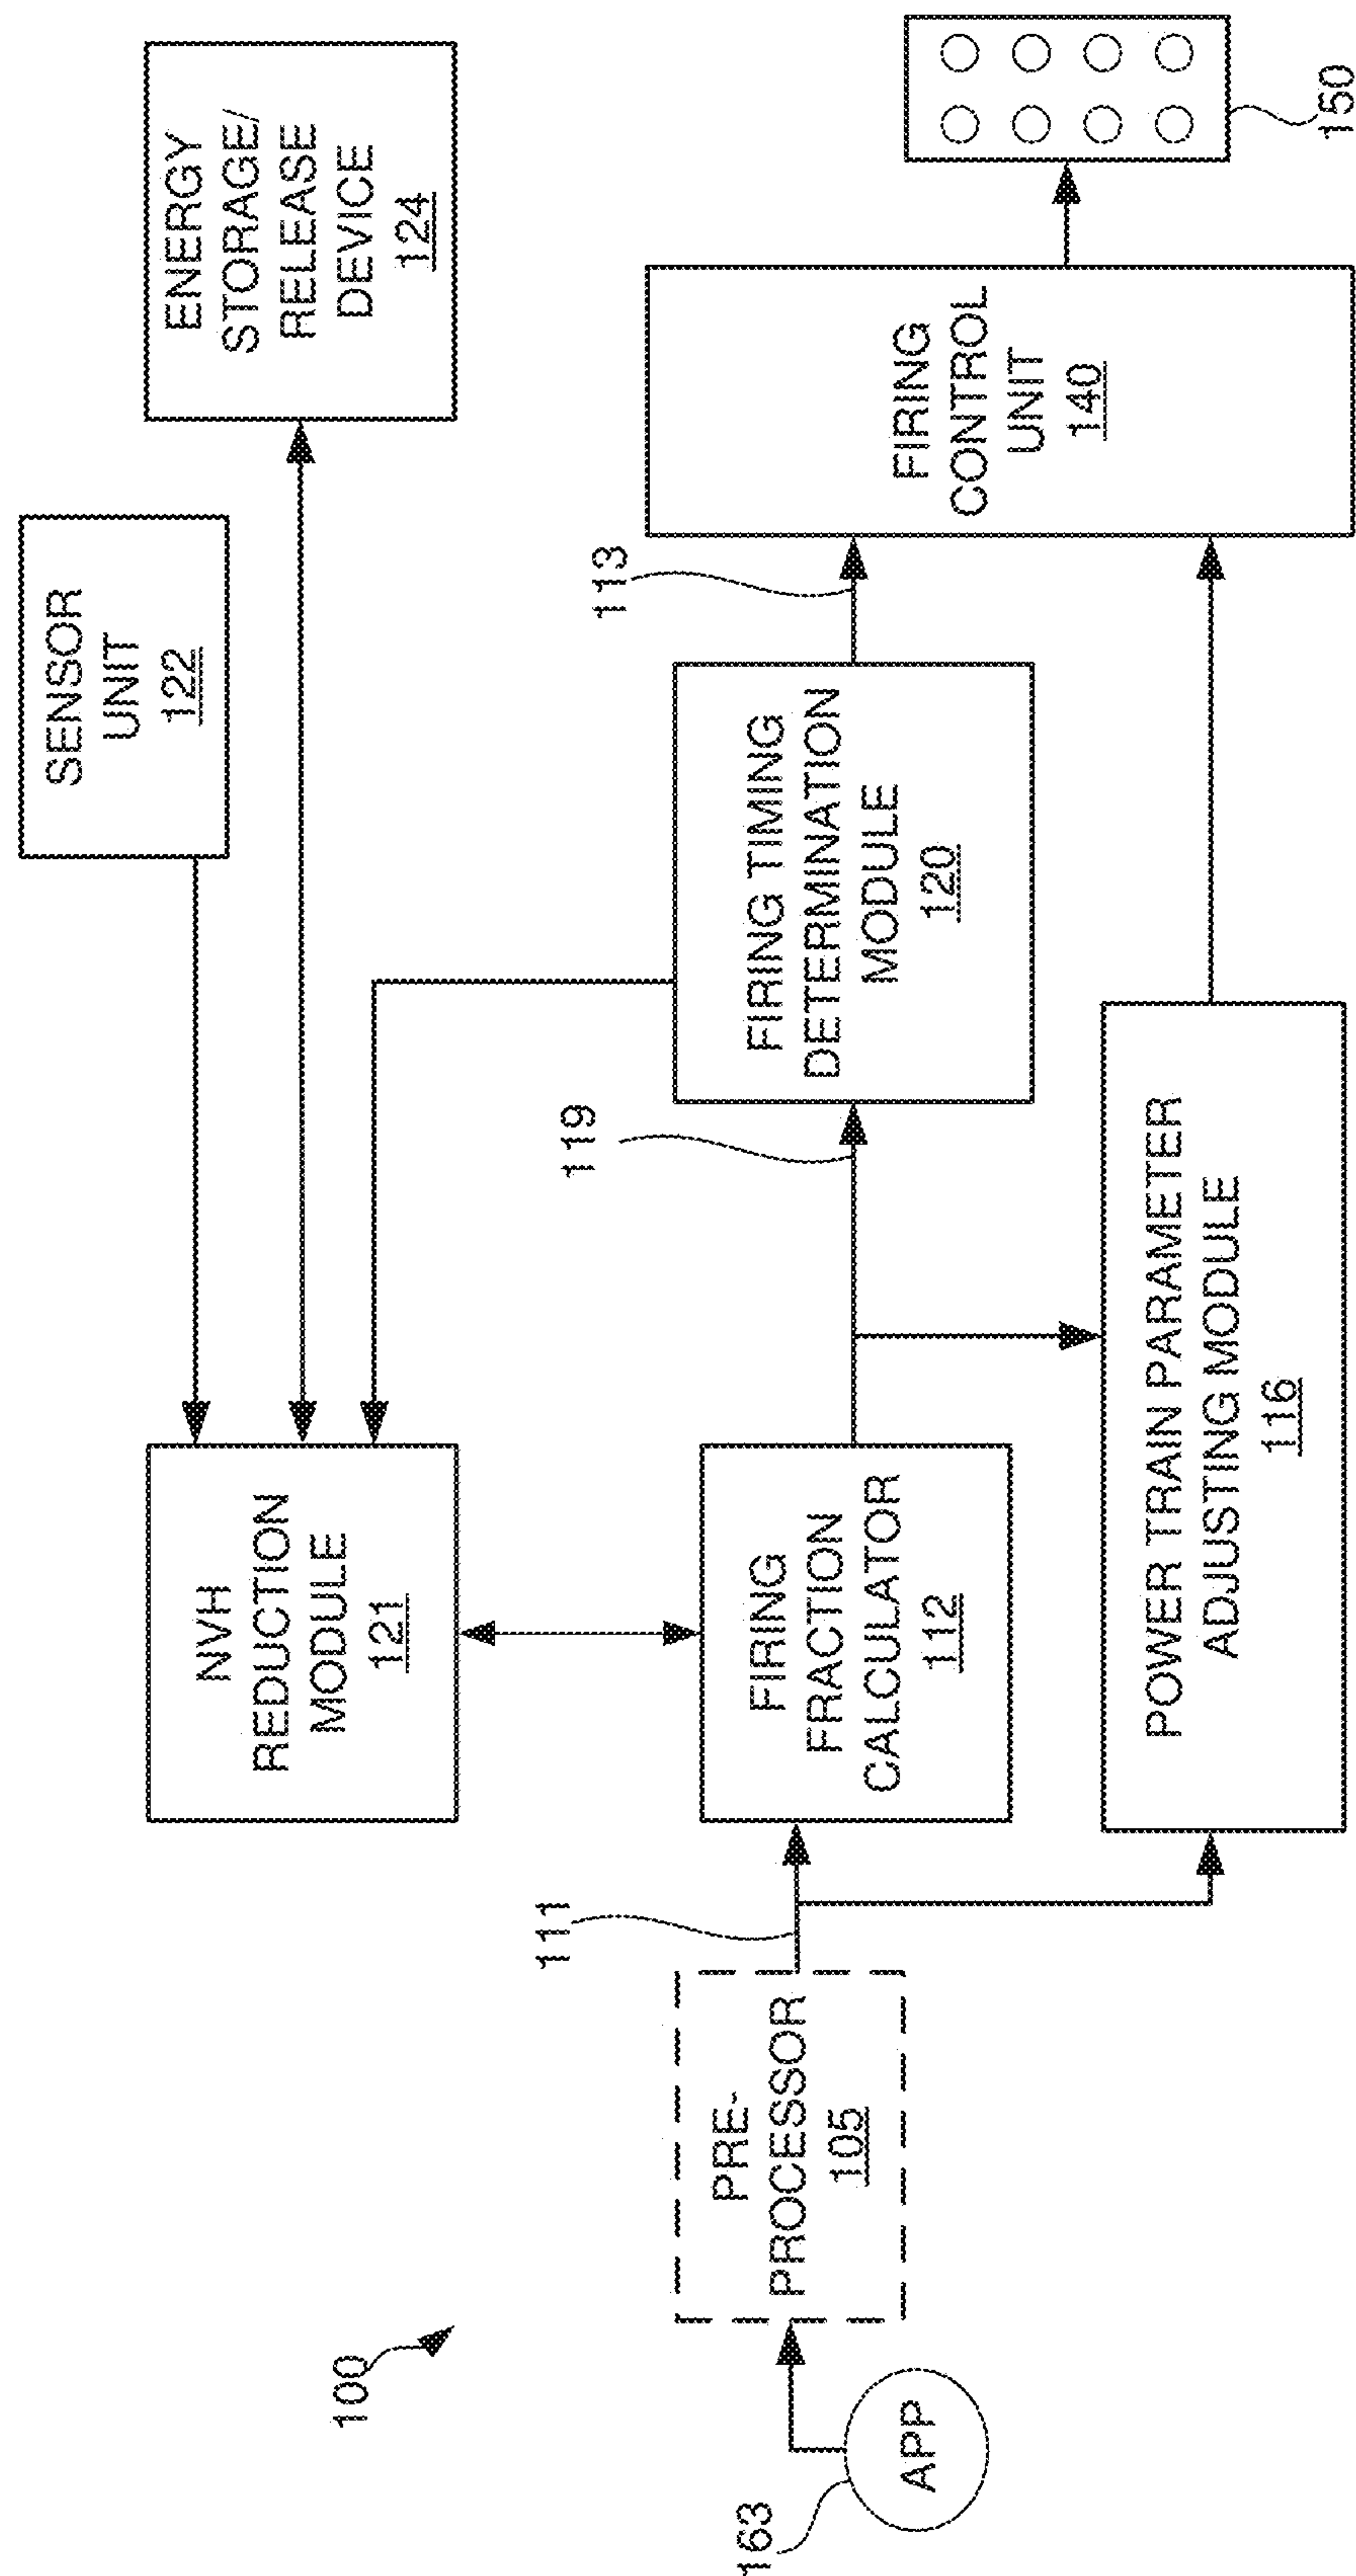 100
SENSOR
UNIT
122
ENERGY
STORAGE/
RELEASE
DEVICE
124
NVH
REDUCTION
MODULE
121
111
119
113
163
APP
PRE-
PROCESSOR
105
FIRING
FRACTION
CALCULATOR
112
FIRING TIMING
DETERMINATION
MODULE
120
FIRING
CONTROL
UNIT
140
150
POWER TRAIN PARAMETER
ADJUSTING MODULE
116